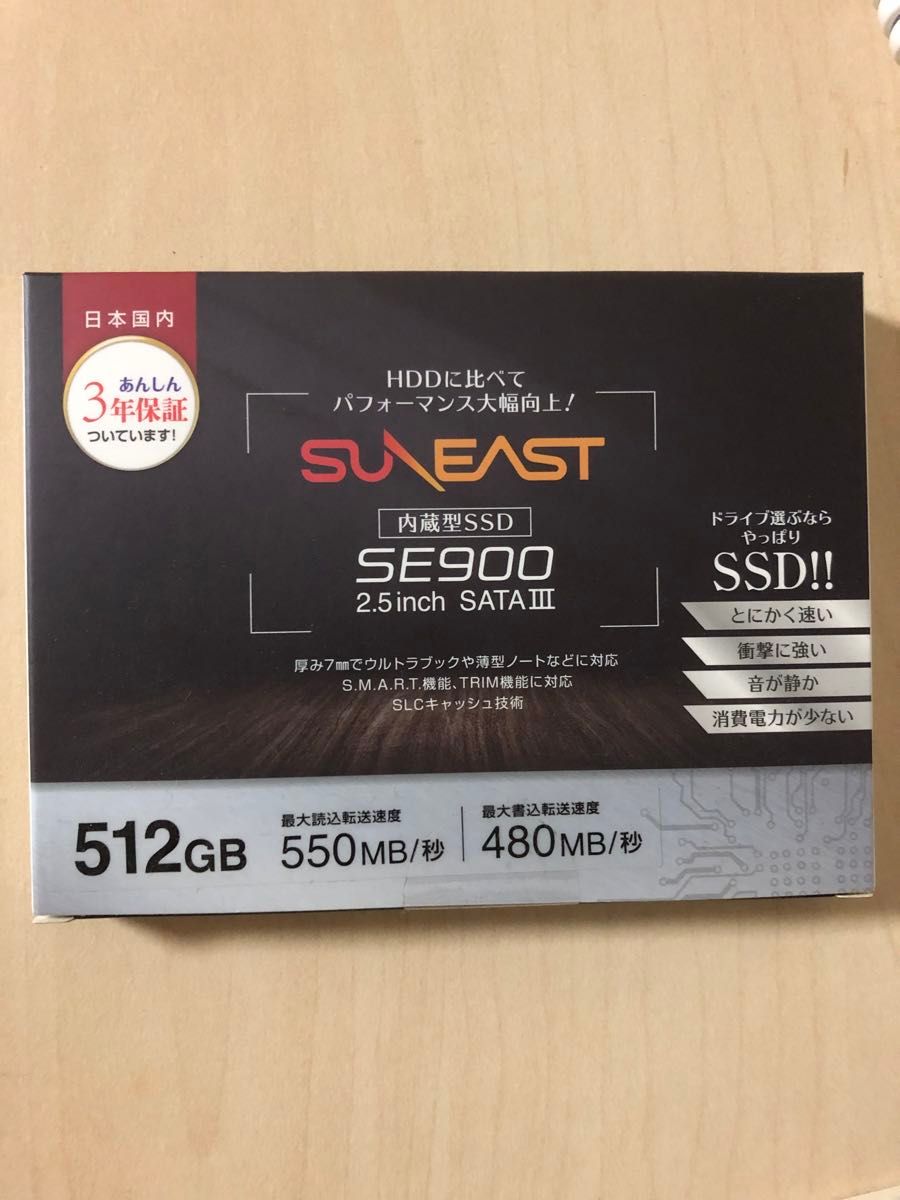 日本国内
あんしん
3年保証
ついています!
HDDに比べて
パフォーマンス大幅向上!
SUNEAST
内蔵型SSD
SE900
2.5inch SATAⅢ
厚み7㎜でウルトラブックや薄型ノートなどに対応
S.M.A.R.T.機能、TRIM機能に対応
SLCキャッシュ技術
ドライブ選ぶなら
やっぱり
SSD!!
とにかく速い
衝撃に強い
音が静か
消費電力が少ない
512GB
最大読込転送速度
550MB/秒
最大書込転送速度
480MB/秒